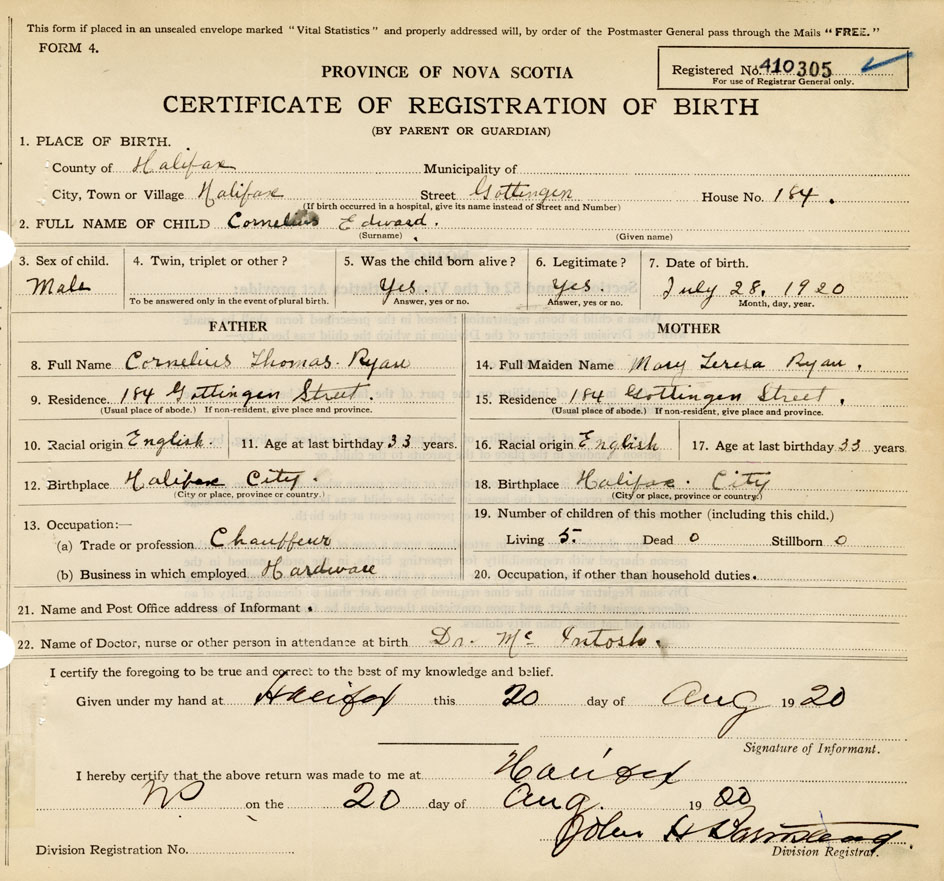 This form if placed in an unsealed envelope marked "Vital Statistics" and properly addressed will, by order of the Postmaster General pass through the Mails "FREE."
FORM 4.
Registered No. 410305
For use of Registrar General only.
PROVINCE OF NOVA SCOTIA
CERTIFICATE OF REGISTRATION OF BIRTH
(BY PARENT OR GUARDIAN)
1. PLACE OF BIRTH.
County of Halifax Municipality of
City, Town or Village Halifax Street Gottingen House No. 184.
(If birth occurred in a hospital, give its name instead of Street and Number)
2. FULL NAME OF CHILD Cornelius Edward.
(Surname) (Given name)
3. Sex of child. 4. Twin, triplet or other? 5. Was the child born alive? 6. Legitimate? 7. Date of birth.
Male Yes. Yes. July 28, 1920
To be answered only in the event of plural birth. Answer, yes or no. Answer, yes or no. Month, day, year.
FATHER MOTHER
8. Full Name Cornelius Thomas Ryan 14. Full Maiden Name Mary Teresa Ryan.
9. Residence. 184 Gottingen Street. 15. Residence 184 Gottingen Street.
(Usual place of abode.) If non-resident, give place and province. (Usual place of abode.) If non-resident, give place and province.
10. Racial origin English. 11. Age at last birthday 33 years. 16. Racial origin English 17. Age at last birthday 33 years
12. Birthplace Halifax City. 18. Birthplace Halifax. City
(City or place, province or country.) (City or place, province or country.)
19. Number of children of this mother (including this child.)
13. Occupation:—
(a) Trade or profession Chauffeur Living 5. Dead 0 Stillborn 0
(b) Business in which employed Hardware 20. Occupation, if other than household duties.
21. Name and Post Office address of Informant.
22. Name of Doctor, nurse or other person in attendance at birth Dr. Mc Intosh.
I certify the foregoing to be true and correct to the best of my knowledge and belief.
Given under my hand at Halifax this 20 day of Aug 1920
Signature of Informant.
I hereby certify that the above return was made to me at Halifax
NS on the 20 day of Aug. 1920
John H
Division Registration No. Division Registrar.